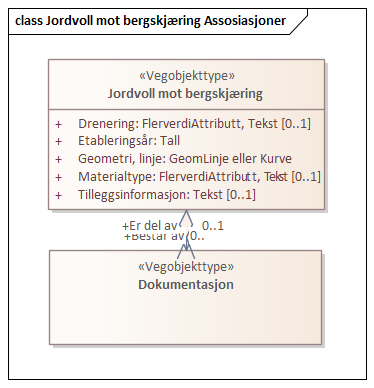 class Jordvoll mot bergskjæring Assosiasjoner
«Vegobjekttype»
Jordvoll mot bergskjæring
+ Drenering: FlerverdiAttributt, Tekst [0..1]
+ Etableringsår: Tall
+ Geometri, linje: GeomLinje eller Kurve
+ Materialtype: FlerverdiAttributt, Tekst [0..1]
+ Tilleggsinformasjon: Tekst [0..1]
+Er del av 0..1
+Består av 0..
«Vegobjekttype»
Dokumentasjon